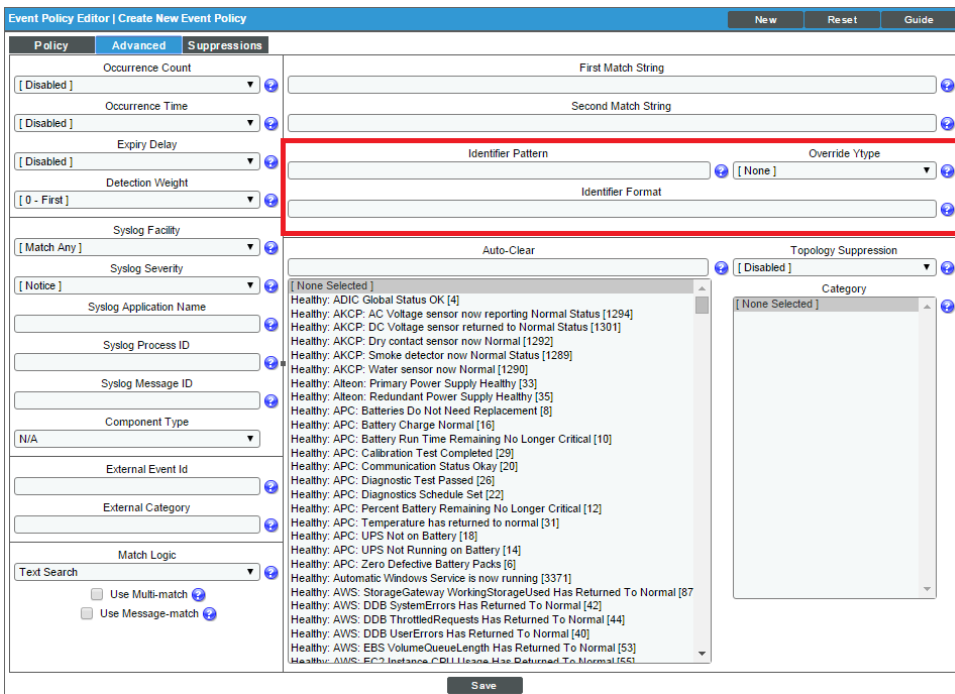 Event Policy Editor | Create New Event Policy
New
Reset
Guide
Policy
Advanced
Suppressions
Occurrence Count
[ Disabled ]
Occurrence Time
[ Disabled ]
Expiry Delay
[ Disabled ]
Detection Weight
[ 0 - First ]
Syslog Facility
[ Match Any ]
Syslog Severity
[ Notice ]
Syslog Application Name
Syslog Process ID
Syslog Message ID
Component Type
N/A
External Event Id
External Category
Match Logic
Text Search
Use Multi-match
Use Message-match
First Match String
Second Match String
Identifier Pattern
Override Ytype
[ None ]
Identifier Format
Auto-Clear
[ None Selected ]
Healthy: ADIC Global Status OK [4]
Healthy: AKCP: AC Voltage sensor now reporting Normal Status [1294]
Healthy: AKCP: DC Voltage sensor returned to Normal Status [1301]
Healthy: AKCP: Dry contact sensor now Normal [1292]
Healthy: AKCP: Smoke detector now Normal Status [1289]
Healthy: AKCP: Water sensor now Normal [1290]
Healthy: Alteon: Primary Power Supply Healthy [33]
Healthy: Alteon: Redundant Power Supply Healthy [35]
Healthy: APC: Batteries Do Not Need Replacement [8]
Healthy: APC: Battery Charge Normal [16]
Healthy: APC: Battery Run Time Remaining No Longer Critical [10]
Healthy: APC: Calibration Test Completed [29]
Healthy: APC: Communication Status Okay [20]
Healthy: APC: Diagnostic Test Passed [26]
Healthy: APC: Diagnostics Schedule Set [22]
Healthy: APC: Percent Battery Remaining No Longer Critical [12]
Healthy: APC: Temperature has returned to normal [31]
Healthy: APC: UPS Not on Battery [18]
Healthy: APC: UPS Not Running on Battery [14]
Healthy: APC: Zero Defective Battery Packs [6]
Healthy: Automatic Windows Service is now running [3371]
Healthy: AWS: StorageGateway WorkingStorageUsed Has Returned To Normal [87
Healthy: AWS: DDB SystemErrors Has Returned To Normal [42]
Healthy: AWS: DDB ThrottledRequests Has Returned To Normal [44]
Healthy: AWS: DDB UserErrors Has Returned To Normal [40]
Healthy: AWS: EBS VolumeQueueLength Has Returned To Normal [53]
Healthy: AWS: EC2 Instance CPU Usage Has Returned To Normal [55]
Topology Suppression
[ Disabled ]
Category
[ None Selected ]
Save